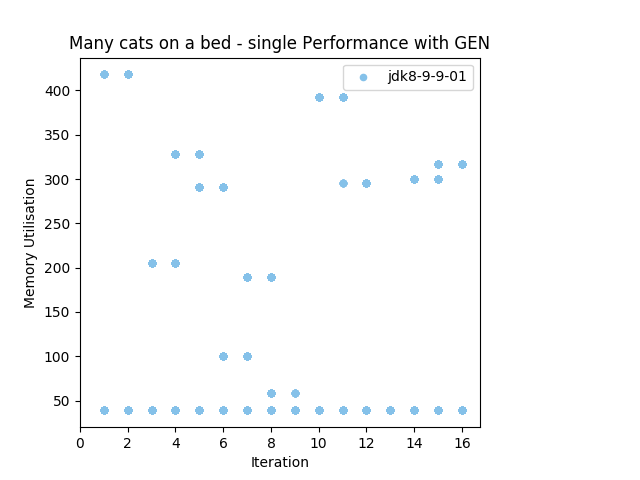 Many cats on a bed - single Performance with GEN
jdk8-9-9-01
400
350
300
250
200
150
100
50
Memory Utilisation
0 2 4 6 8 10 12 14 16
Iteration